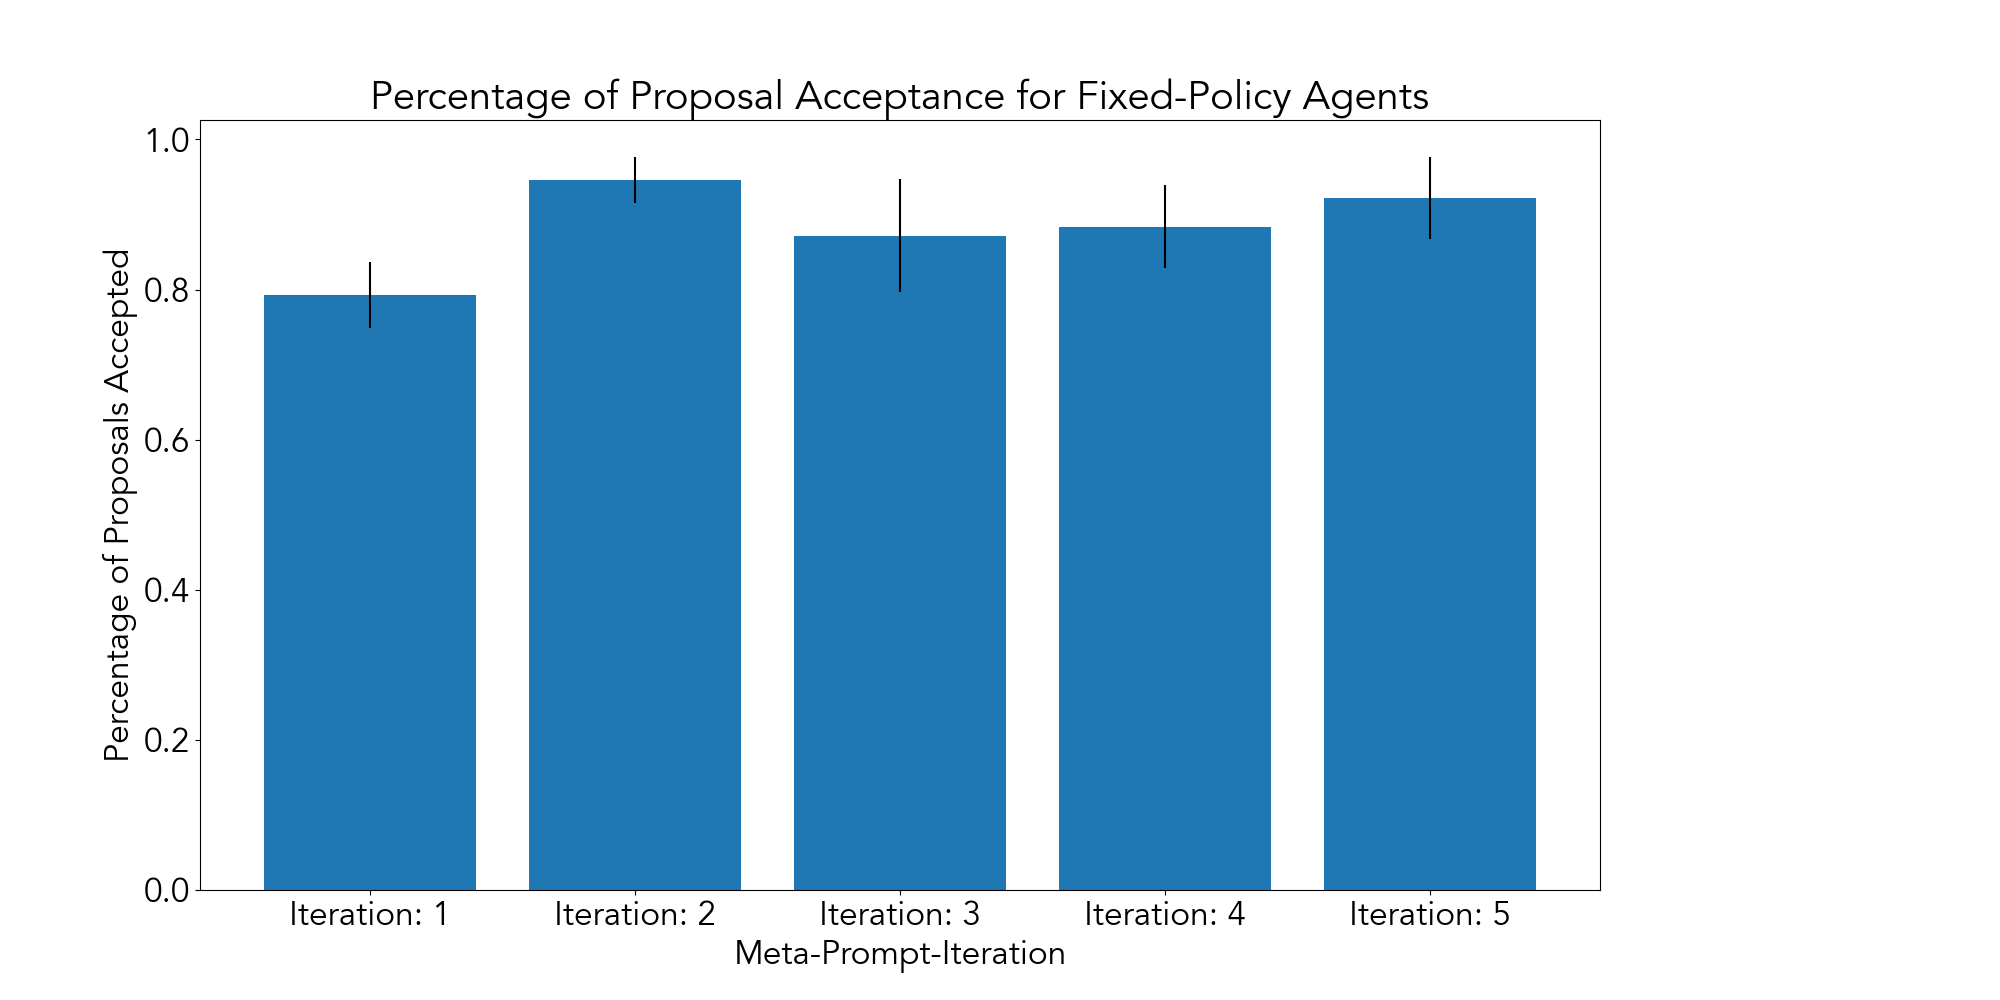 Percentage of Proposal Acceptance for Fixed-Policy Agents
Percentage of Proposals Accepted
1.0
0.8
0.6
0.4
0.2
0.0
Iteration: 1
Iteration: 2
Iteration: 3
Iteration: 4
Iteration: 5
Meta-Prompt-Iteration